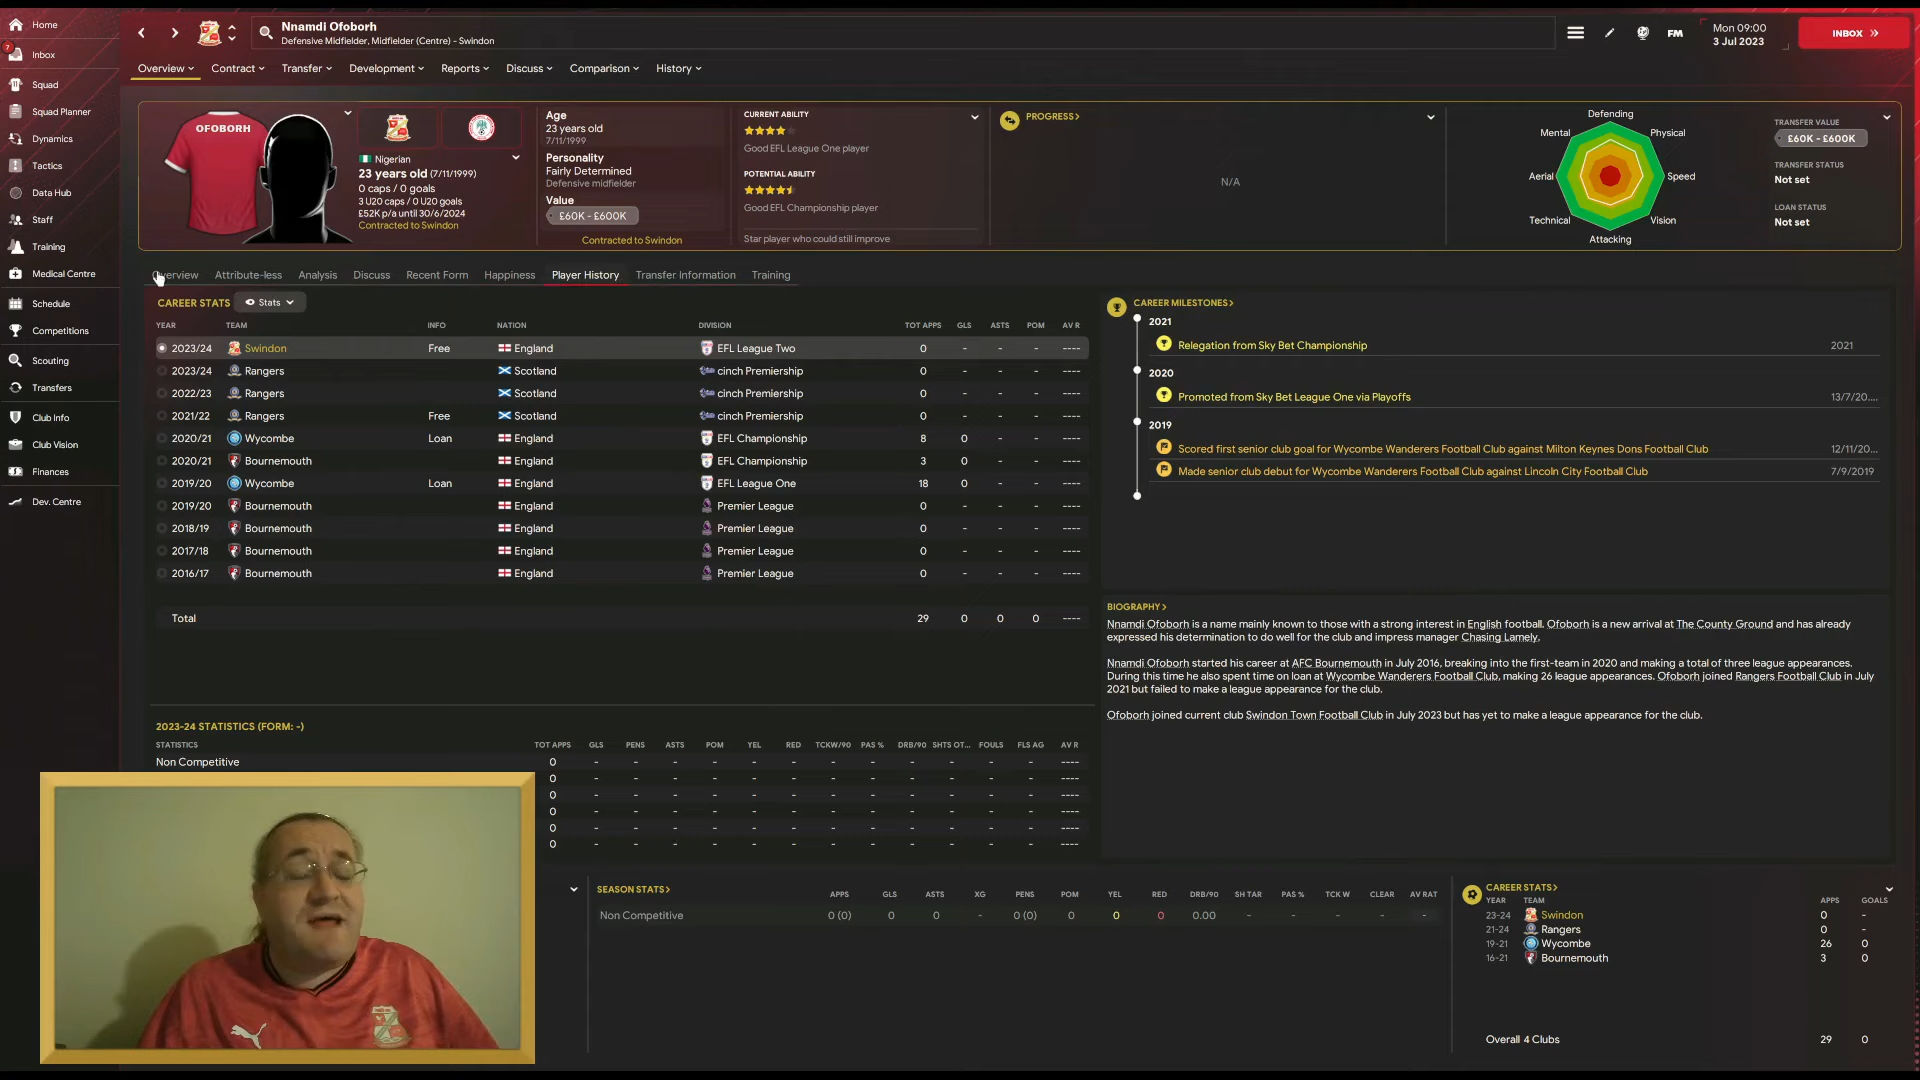 Home
Inbox
7
Squad
Squad Planner
Dynamics
Tactics
Data Hub
Staff
Training
Medical Centre
Schedule
Competitions
Scouting
Transfers
Club Info
Club Vision
Finances
Dev. Centre
Nnamdi Ofoborh
Defensive Midfielder, Midfielder (Centre) - Swindon
FM
Mon 09:00
3 Jul 2023
INBOX
Overview Contract Transfer Development Reports Discuss Comparison History
OFOBORH
Nigerian
23 years old (7/11/1999)
0 caps / 0 goals
3 U20 caps / 0 U20 goals
£52K p/a until 30/6/2024
Contracted to Swindon
Age
23 years old
7/11/1999
Personality
Fairly Determined
Defensive midfielder
Value
£60K - £600K
Contracted to Swindon
CURRENT ABILITY
Good EFL League One player
POTENTIAL ABILITY
Good EFL Championship player
Star player who could still improve
PROGRESS>
N/A
Defending
Mental Physical
Aerial Speed
Technical Vision
Attacking
TRANSFER VALUE
£60K - £600K
TRANSFER STATUS
Not set
LOAN STATUS
Not set
Overview Attribute-less Analysis Discuss Recent Form Happiness Player History Transfer Information Training
CAREER STATS Stats
YEAR TEAM INFO NATION DIVISION TOT APPS GLS ASTS POM AV R
2023/24 Swindon Free England EFL League Two 0 - - - ----
2023/24 Rangers Scotland cinch Premiership 0 - - - ----
2022/23 Rangers Scotland cinch Premiership 0 - - - ----
2021/22 Rangers Free Scotland cinch Premiership 0 - - - ----
2020/21 Wycombe Loan England EFL Championship 8 0 - - ----
2020/21 Bournemouth England EFL Championship 3 0 - - ----
2019/20 Wycombe Loan England EFL League One 18 0 - - ----
2019/20 Bournemouth England Premier League 0 - - - ----
2018/19 Bournemouth England Premier League 0 - - - ----
2017/18 Bournemouth England Premier League 0 - - - ----
2016/17 Bournemouth England Premier League 0 - - - ----
Total 29 0 0 0 ----
CAREER MILESTONES>
2021
Relegation from Sky Bet Championship 2021
2020
Promoted from Sky Bet League One via Playoffs 13/7/20....
2019
Scored first senior club goal for Wycombe Wanderers Football Club against Milton Keynes Dons Football Club 12/11/20...
Made senior club debut for Wycombe Wanderers Football Club against Lincoln City Football Club 7/9/2019
BIOGRAPHY>
Nnamdi Ofoborh is a name mainly known to those with a strong interest in English football. Ofoborh is a new arrival at The County Ground and has already
expressed his determination to do well for the club and impress manager Chasing Lamely.
Nnamdi Ofoborh started his career at AFC Bournemouth in July 2016, breaking into the first-team in 2020 and making a total of three league appearances.
During this time he also spent time on loan at Wycombe Wanderers Football Club, making 26 league appearances. Ofoborh joined Rangers Football Club in July
2021 but failed to make a league appearance for the club.
Ofoborh joined current club Swindon Town Football Club in July 2023 but has yet to make a league appearance for the club.
2023-24 STATISTICS (FORM: -)
STATISTICS TOT APPS GLS PENS ASTS POM YEL RED TCKW/90 PAS % DRB/90 SHTS OT... FOULS FLS AG AV R
Non Competitive 0 - - - - - - - - - - - - ----
0 - - - - - - - - - - - - ----
0 - - - - - - - - - - - - ----
0 - - - - - - - - - - - - ----
0 - - - - - - - - - - - - ----
0 - - - - - - - - - - - - ----
SEASON STATS> APPS GLS ASTS XG PENS POM YEL RED DRB/90 SH TAR PAS % TCK W CLEAR AV RAT
Non Competitive 0 (0) 0 0 - 0 (0) 0 0 0 0.00 - - - - -
CAREER STATS>
YEAR TEAM APPS GOALS
23-24 Swindon 0 -
21-24 Rangers 0 -
19-21 Wycombe 26 0
16-21 Bournemouth 3 0
Overall 4 Clubs 29 0